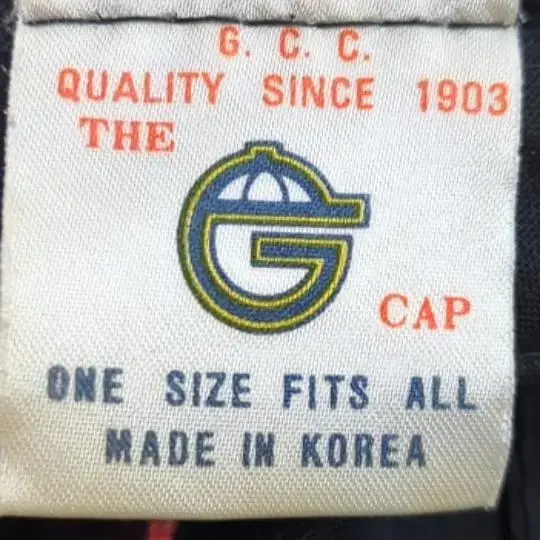 G. C. C.
QUALITY SINCE 1903
THE
G
CAP
ONE SIZE FITS ALL
MADE IN KOREA